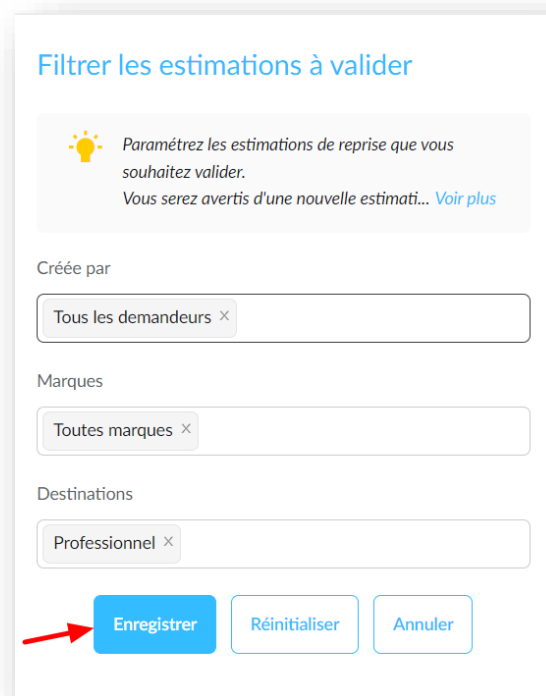 Filtrer les estimations à valider
Paramétrez les estimations de reprise que vous
souhaitez valider.
Vous serez avertis d'une nouvelle estimati... Voir plus
Créée par
Tous les demandeurs ×
Marques
Toutes marques ×
Destinations
Professionnel ×
Enregistrer Réinitialiser Annuler